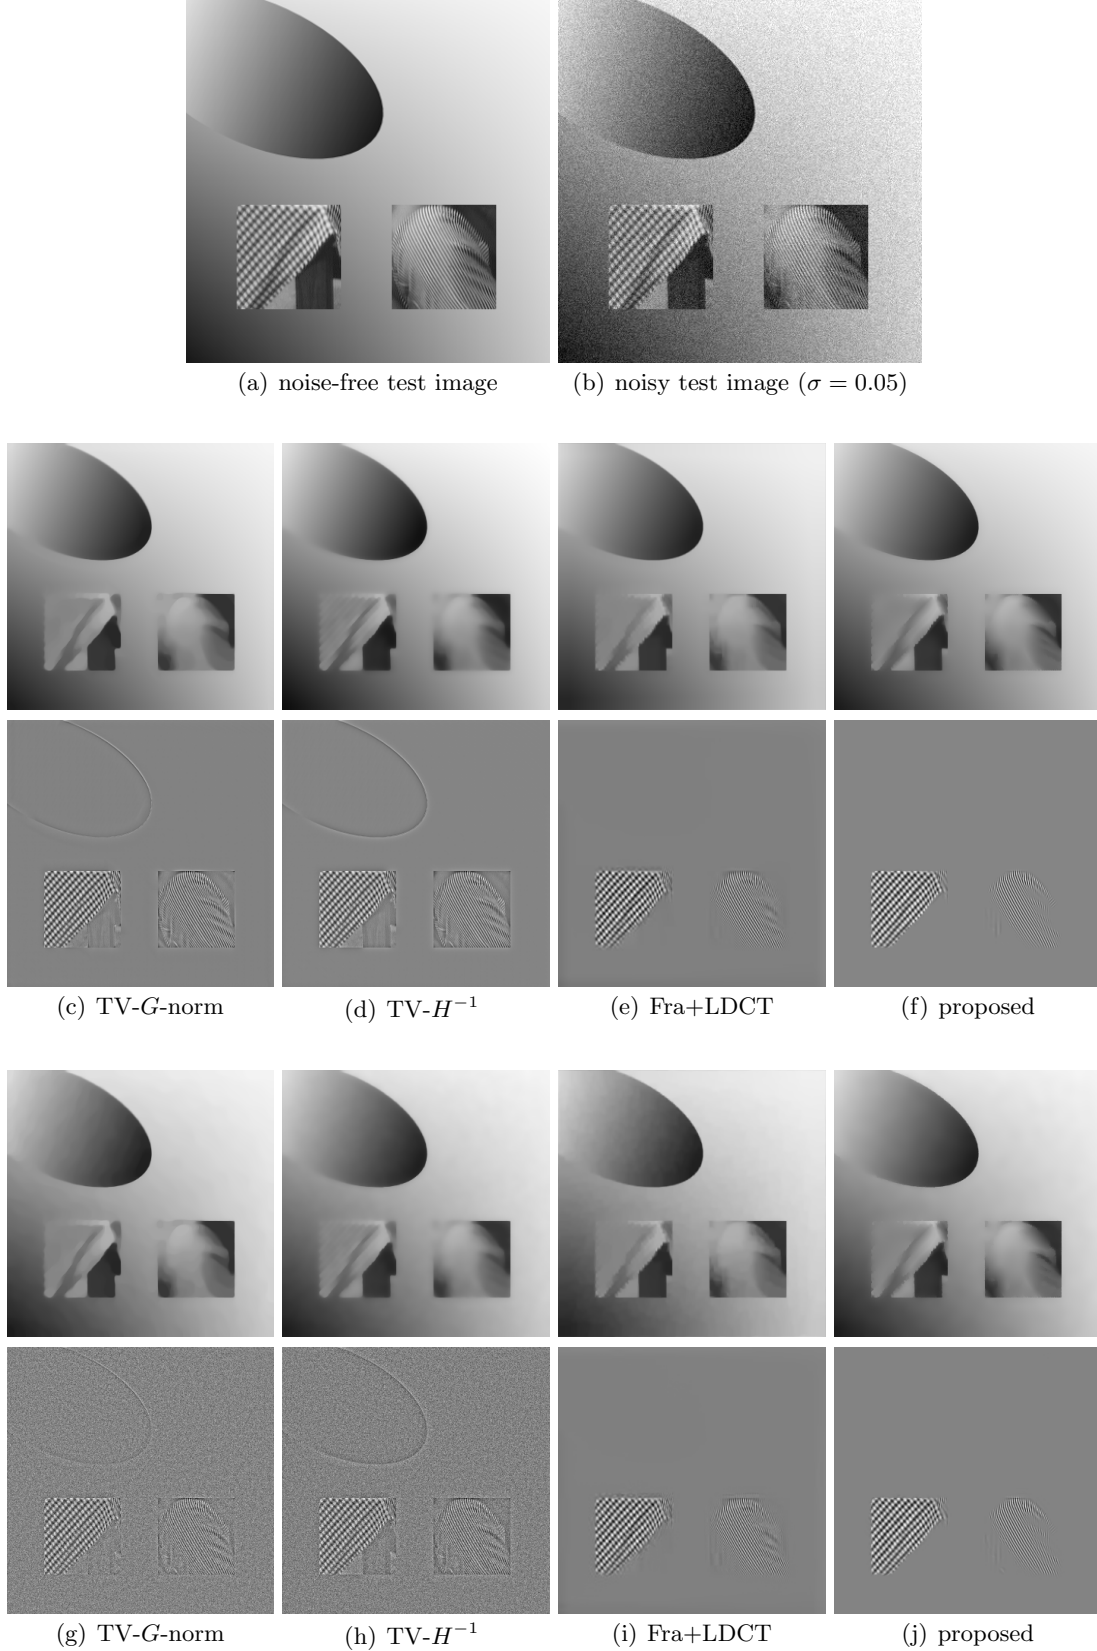 (a) noise-free test image
(b) noisy test image (σ = 0.05)
(c) TV-G-norm
(d) TV-H⁻¹
(e) Fra+LDCT
(f) proposed
(g) TV-G-norm
(h) TV-H⁻¹
(i) Fra+LDCT
(j) proposed